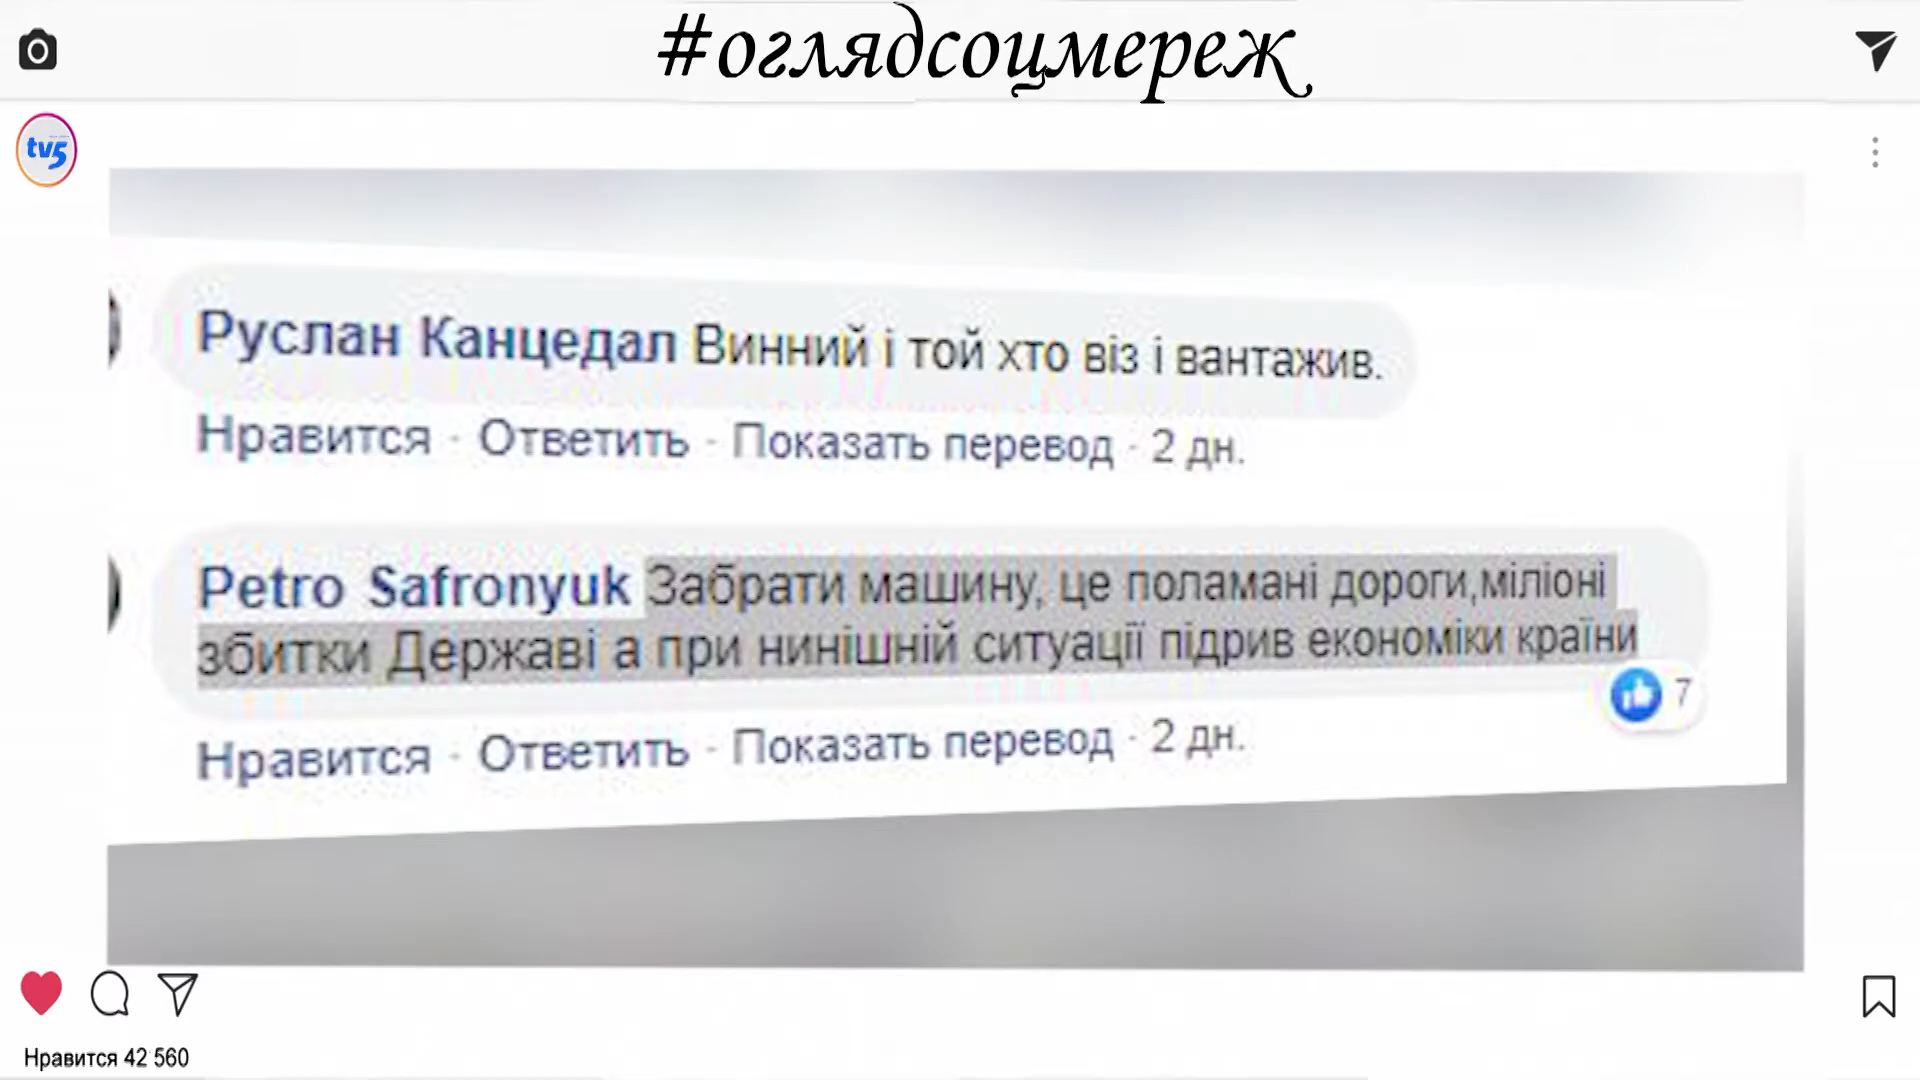 #оглядсоцмереж
tv5
Руслан Канцедал Винний і той хто віз і вантажив.
Нравится · Ответить · Показать перевод · 2 дн.
Petro Safronyuk Забрати машину, це поламані дороги,міліоні
збитки Державі а при нинішній ситуації підрив економіки країни
7
Нравится · Ответить · Показать перевод · 2 дн.
Нравится 42 560